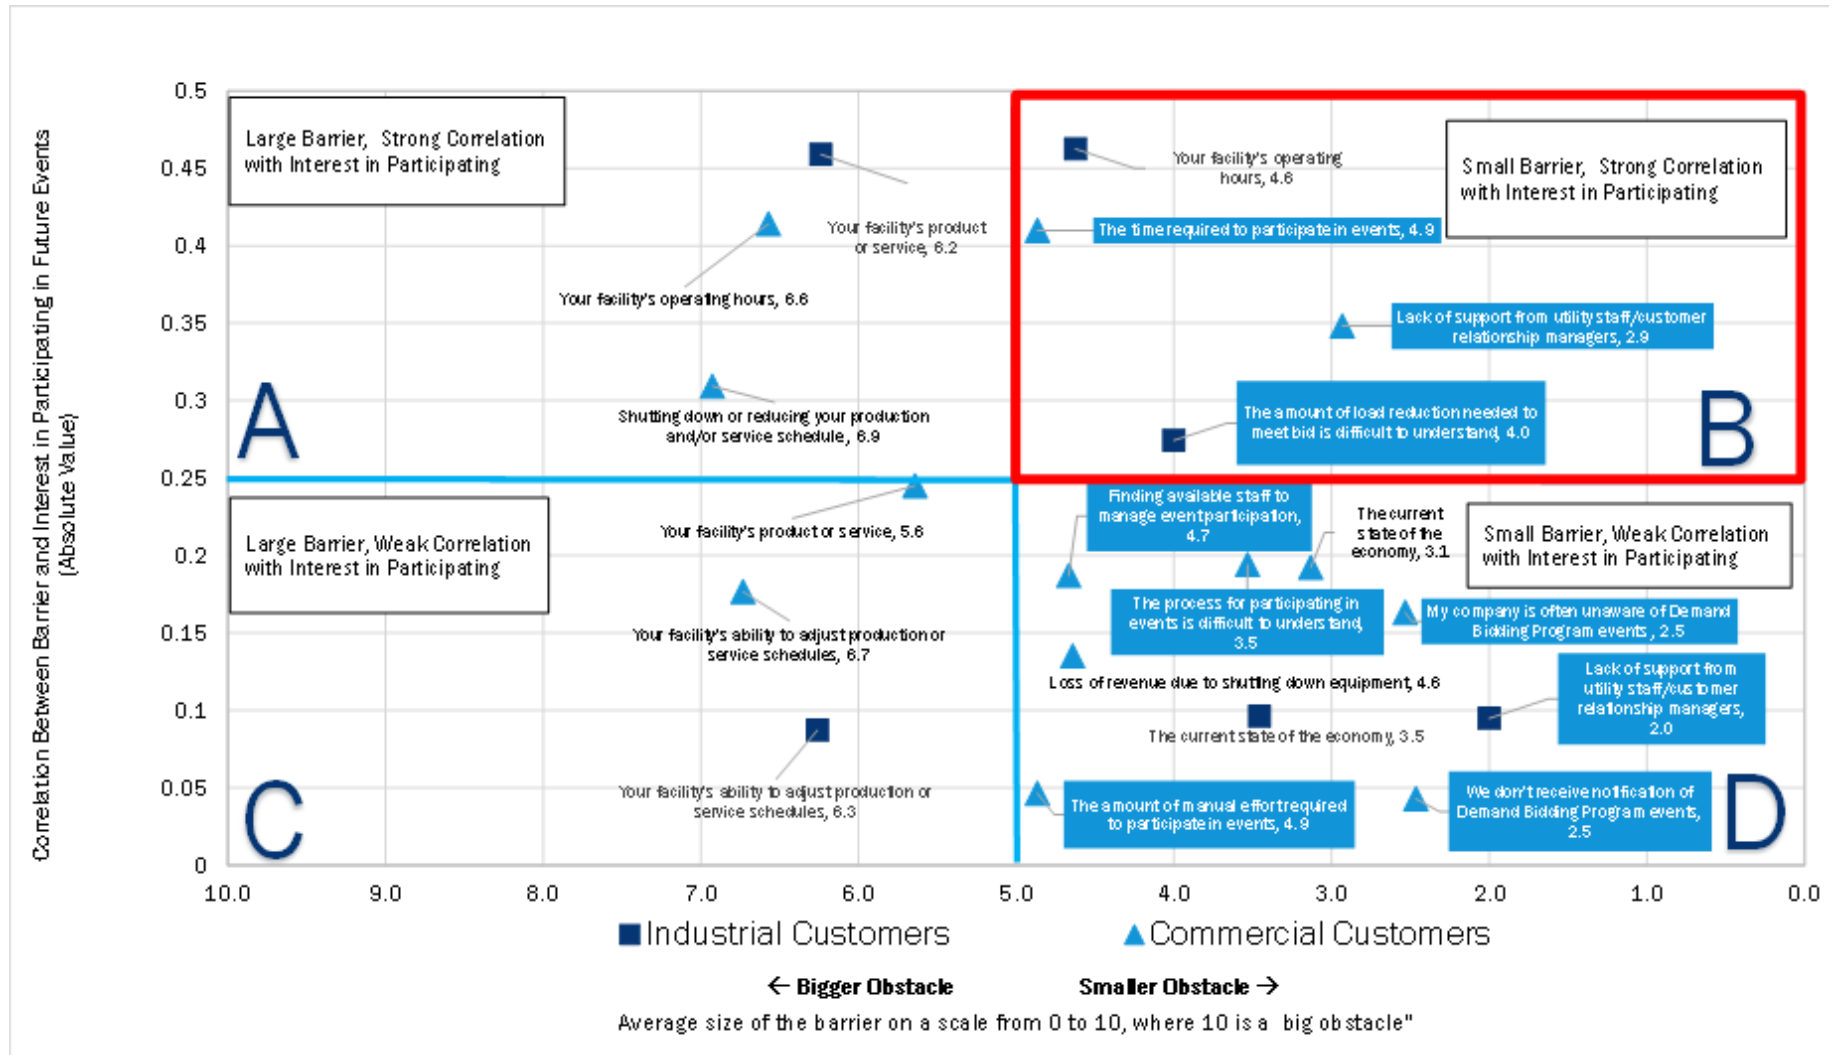 Correlation Between Barrier and Interest in Participating in Future Events
(Absolute Value)
0.5
0.45
0.4
0.35
0.3
0.25
0.2
0.15
0.1
0.05
0
10.0
9.0
8.0
7.0
6.0
5.0
4.0
3.0
2.0
1.0
0.0
Large Barrier, Strong Correlation
with Interest in Participating
Your facility's product
or service, 6.2
Your facility's operating hours, 6.6
Shutting down or reducing your production
and/or service schedule, 6.9
A
Your facility's operating
hours, 4.6
Small Barrier, Strong Correlation
with Interest in Participating
The time required to participate in events, 4.9
Lack of support from utility staff/customer
relationship managers, 2.9
The amount of load reduction needed to
meet bid is difficult to understand, 4.0
B
Large Barrier, Weak Correlation
with Interest in Participating
Your facility's product or service, 5.6
Your facility's ability to adjust production or
service schedules, 6.7
Your facility's ability to adjust production or
service schedules, 6.3
C
Finding available staff to
manage event participation,
4.7
The current
state of the
economy, 3.1
Small Barrier, Weak Correlation
with Interest in Participating
The process for participating in
events is difficult to understand,
3.5
My company is often unaware of Demand
Bidding Program events , 2.5
Loss of revenue due to shutting down equipment, 4.6
Lack of support from
utility staff/customer
relationship managers,
2.0
The current state of the economy, 3.5
The amount of manual effort required
to participate in events, 4.9
We don't receive notification of
Demand Bidding Program events,
2.5
D
Industrial Customers
Commercial Customers
← Bigger Obstacle
Smaller Obstacle →
Average size of the barrier on a scale from 0 to 10, where 10 is a big obstacle"